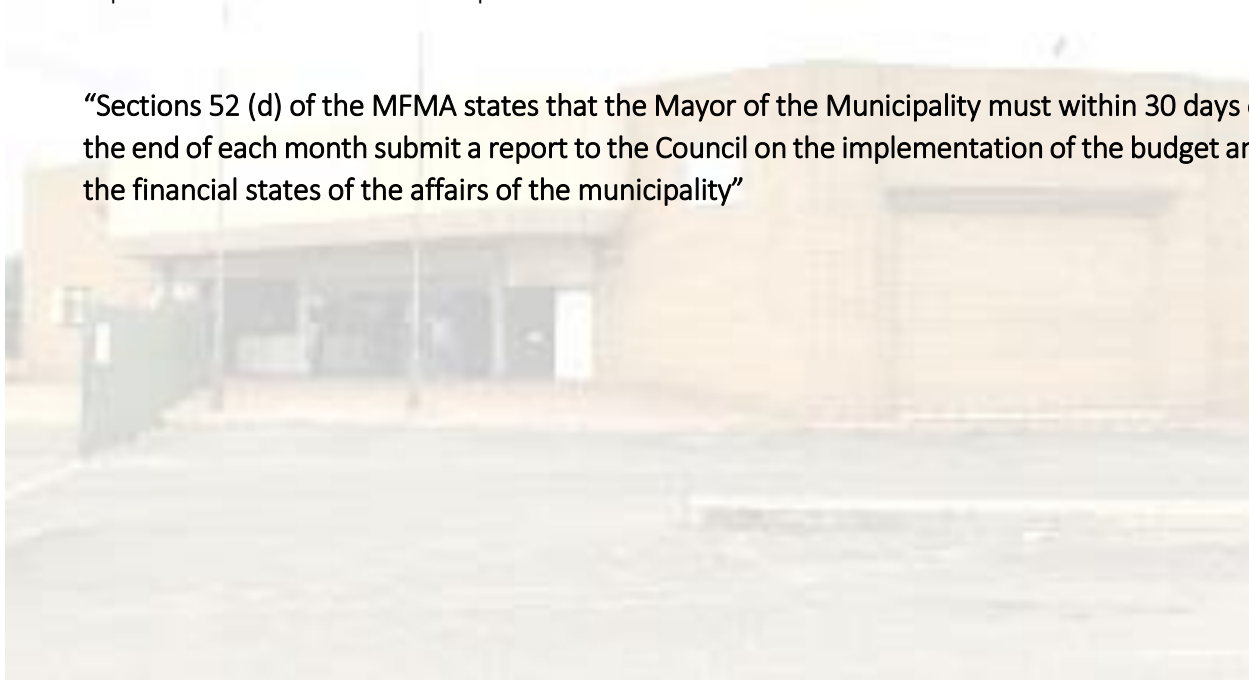 “Sections 52 (d) of the MFMA states that the Mayor of the Municipality must within 30 days
the end of each month submit a report to the Council on the implementation of the budget
the financial states of the affairs of the municipality”